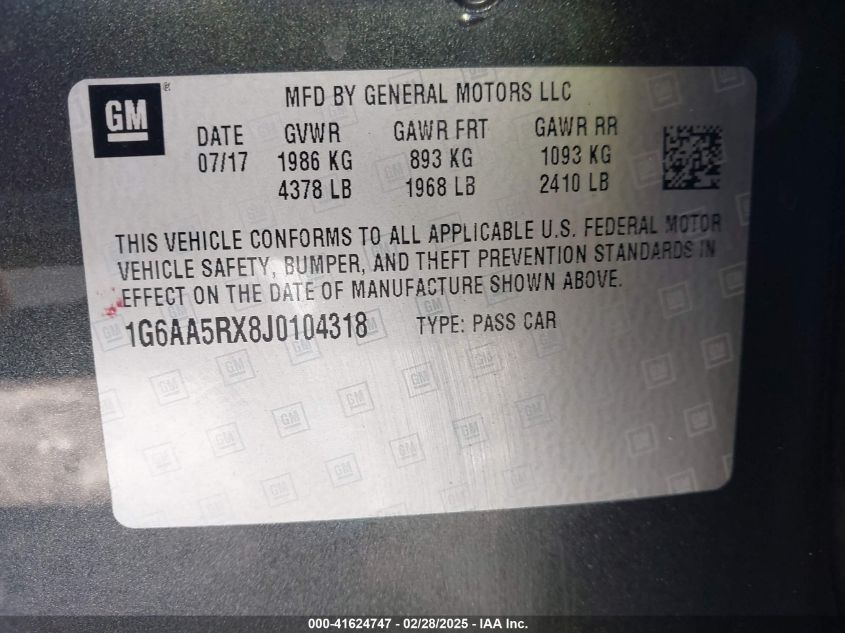 GM
®
MFD BY GENERAL MOTORS LLC
DATE GVWR GAWR FRT GAWR RR
07/17 1986 KG 893 KG 1093 KG
4378 LB 1968 LB 2410 LB
THIS VEHICLE CONFORMS TO ALL APPLICABLE U.S. FEDERAL MOTOR
VEHICLE SAFETY, BUMPER, AND THEFT PREVENTION STANDARDS IN
EFFECT ON THE DATE OF MANUFACTURE SHOWN ABOVE.
1G6AA5RX8J0104318 TYPE: PASS CAR
000-41624747 - 02/28/2025 - IAA Inc.